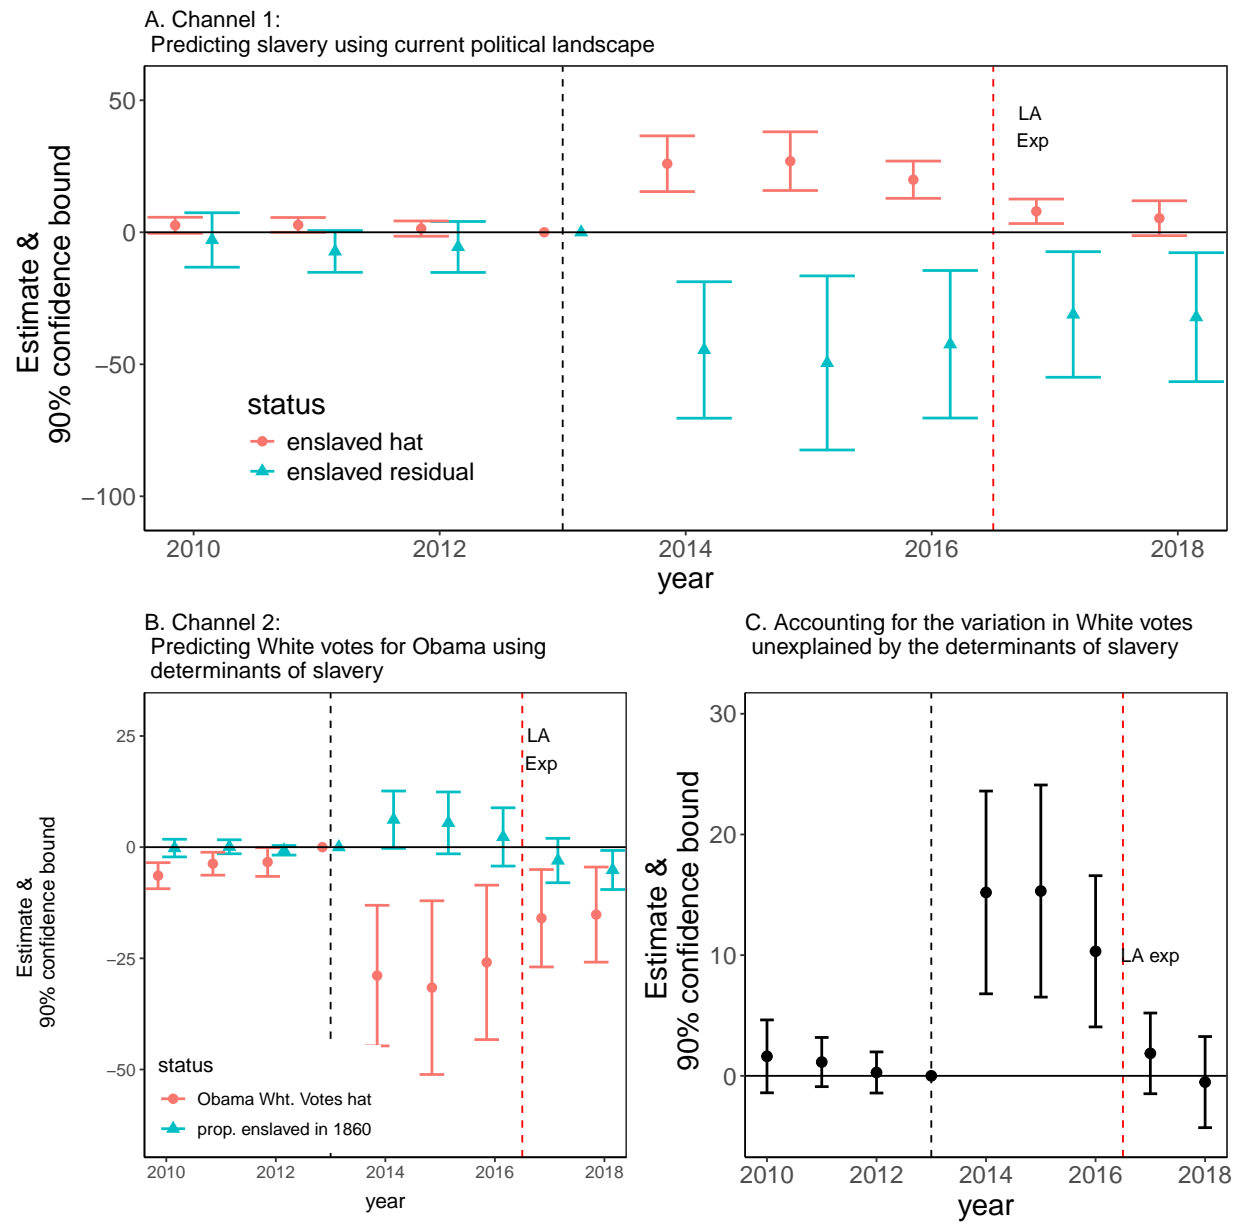 A. Channel 1:
Predicting slavery using current political landscape
Estimate &
90% confidence bound
50
0
−50
−100
LA
Exp
status
enslaved hat
enslaved residual
2010 2012 2014 2016 2018
year
B. Channel 2:
Predicting White votes for Obama using
determinants of slavery
Estimate &
90% confidence bound
25
0
−25
−50
LA
Exp
status
Obama Wht. Votes hat
prop. enslaved in 1860
2010 2012 2014 2016 2018
year
C. Accounting for the variation in White votes
unexplained by the determinants of slavery
Estimate &
90% confidence bound
30
20
10
0
LA exp
2010 2012 2014 2016 2018
year